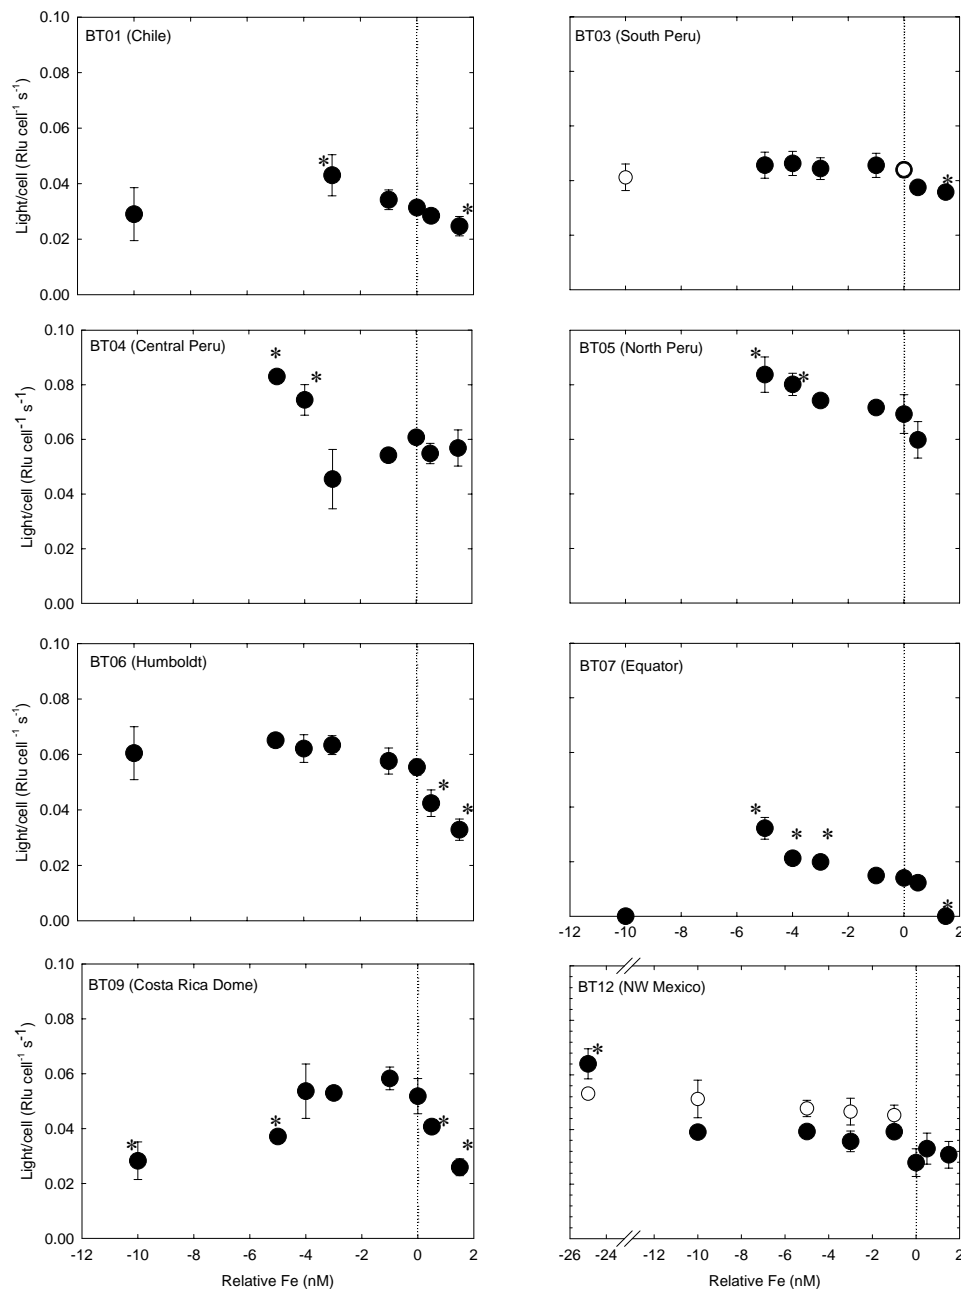 0.10
0.08
0.06
0.04
0.02
0.00
Light/cell (Rlu cell⁻¹ s⁻¹)
BT01 (Chile)
*
*
BT03 (South Peru)
*
0.10
0.08
0.06
0.04
0.02
0.00
Light/cell (Rlu cell⁻¹ s⁻¹)
BT04 (Central Peru)
*
*
BT05 (North Peru)
*
*
0.10
0.08
0.06
0.04
0.02
0.00
Light/cell (Rlu cell⁻¹ s⁻¹)
BT06 (Humboldt)
*
*
BT07 (Equator)
*
* *
*
-12 -10 -8 -6 -4 -2 0 2
0.10
0.08
0.06
0.04
0.02
0.00
Light/cell (Rlu cell⁻¹ s⁻¹)
BT09 (Costa Rica Dome)
*
*
*
*
-12 -10 -8 -6 -4 -2 0 2
Relative Fe (nM)
BT12 (NW Mexico)
*
-26 -24 -12 -10 -8 -6 -4 -2 0 2
Relative Fe (nM)